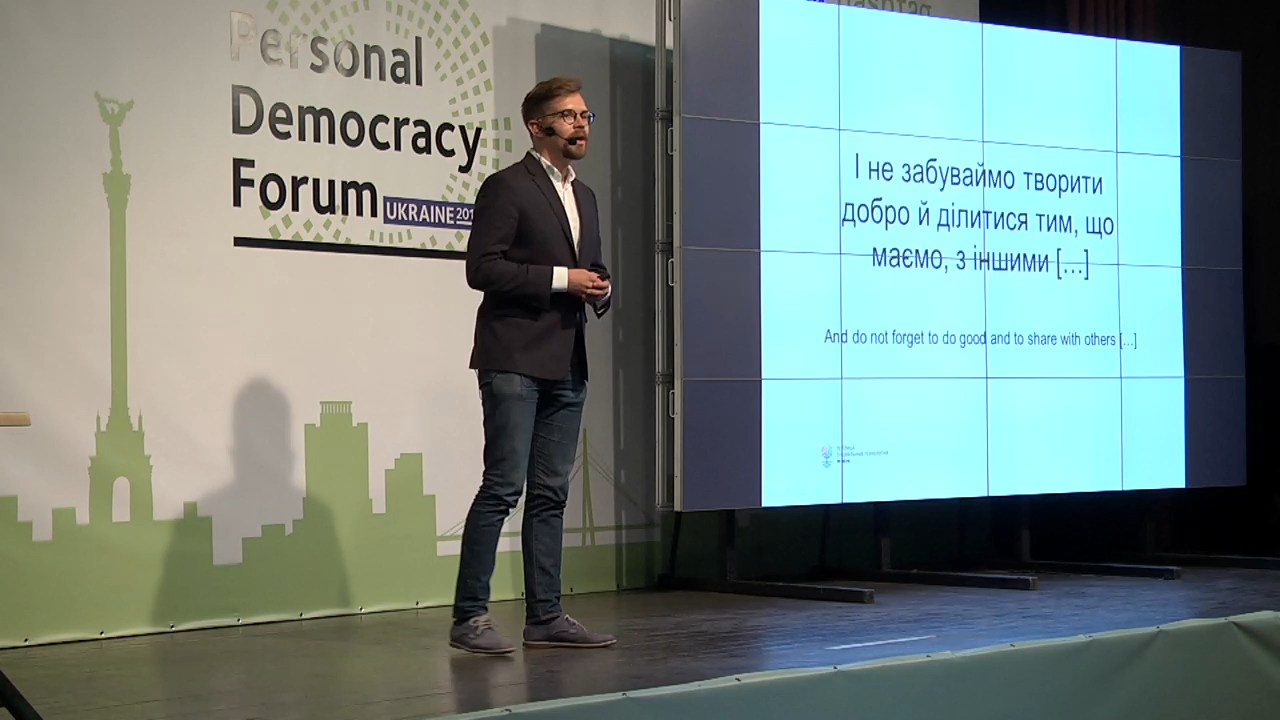 Personal
Democracy
Forum
UKRAINE
hashtag
І не забуваймо творити
добро й ділитися тим, що
маємо, з іншими [...]
And do not forget to do good and to share with others [...]